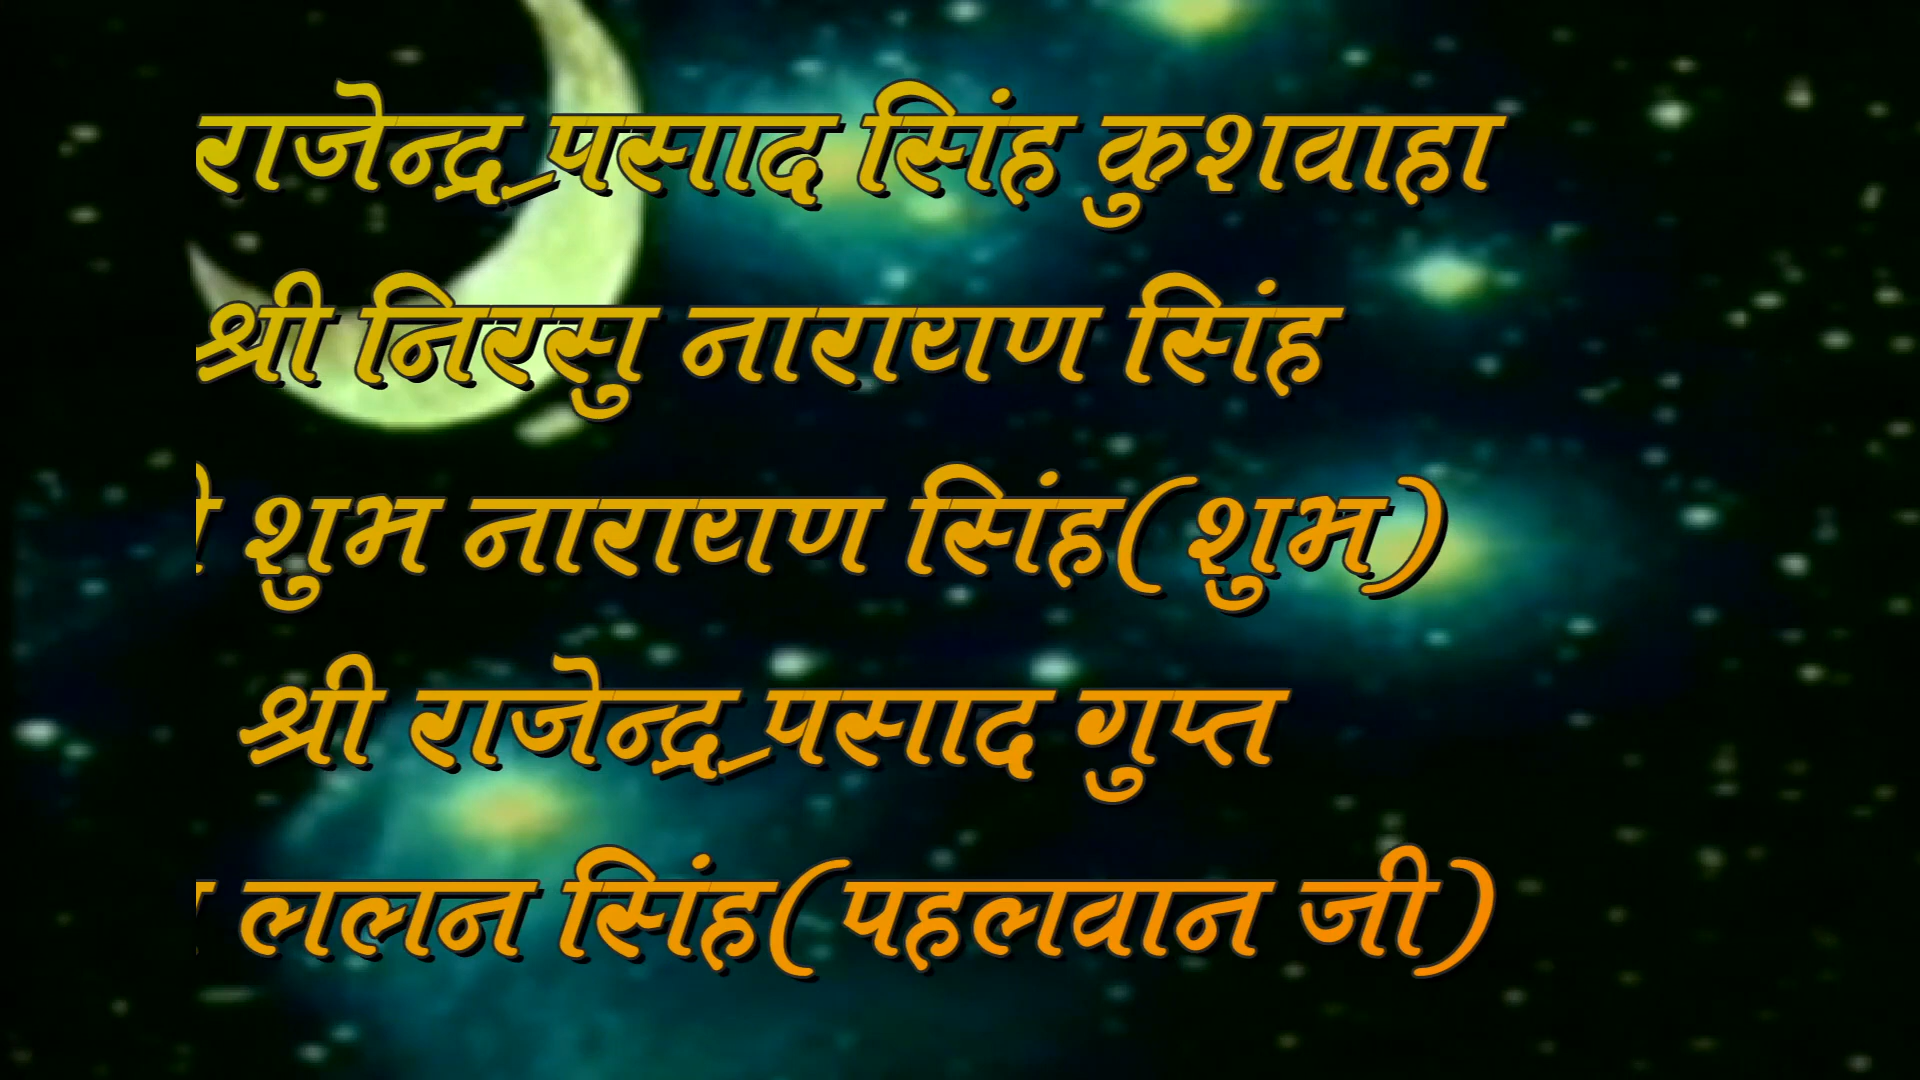 राजेन्द्र प्रसाद सिंह कुशवाहा
श्री निरसु नारायण सिंह
शुभ नारायण सिंह(शुभ)
श्री राजेन्द्र प्रसाद गुप्त
ललन सिंह(पहलवान जी)